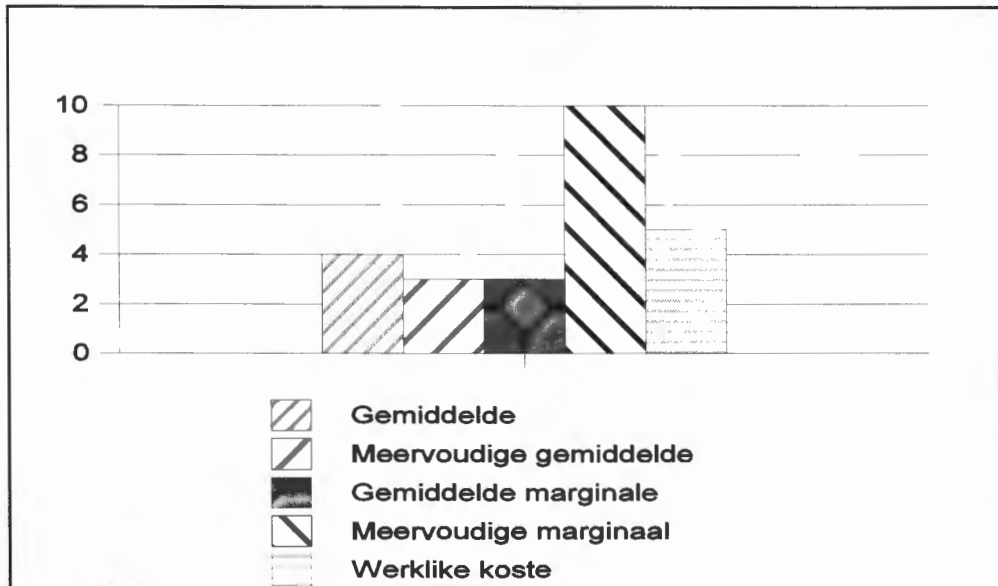 10
8
6
4
2
0
Gemiddelde
Meervoudige gemiddelde
Gemiddelde marginale
Meervoudige marginaal
Werklike koste